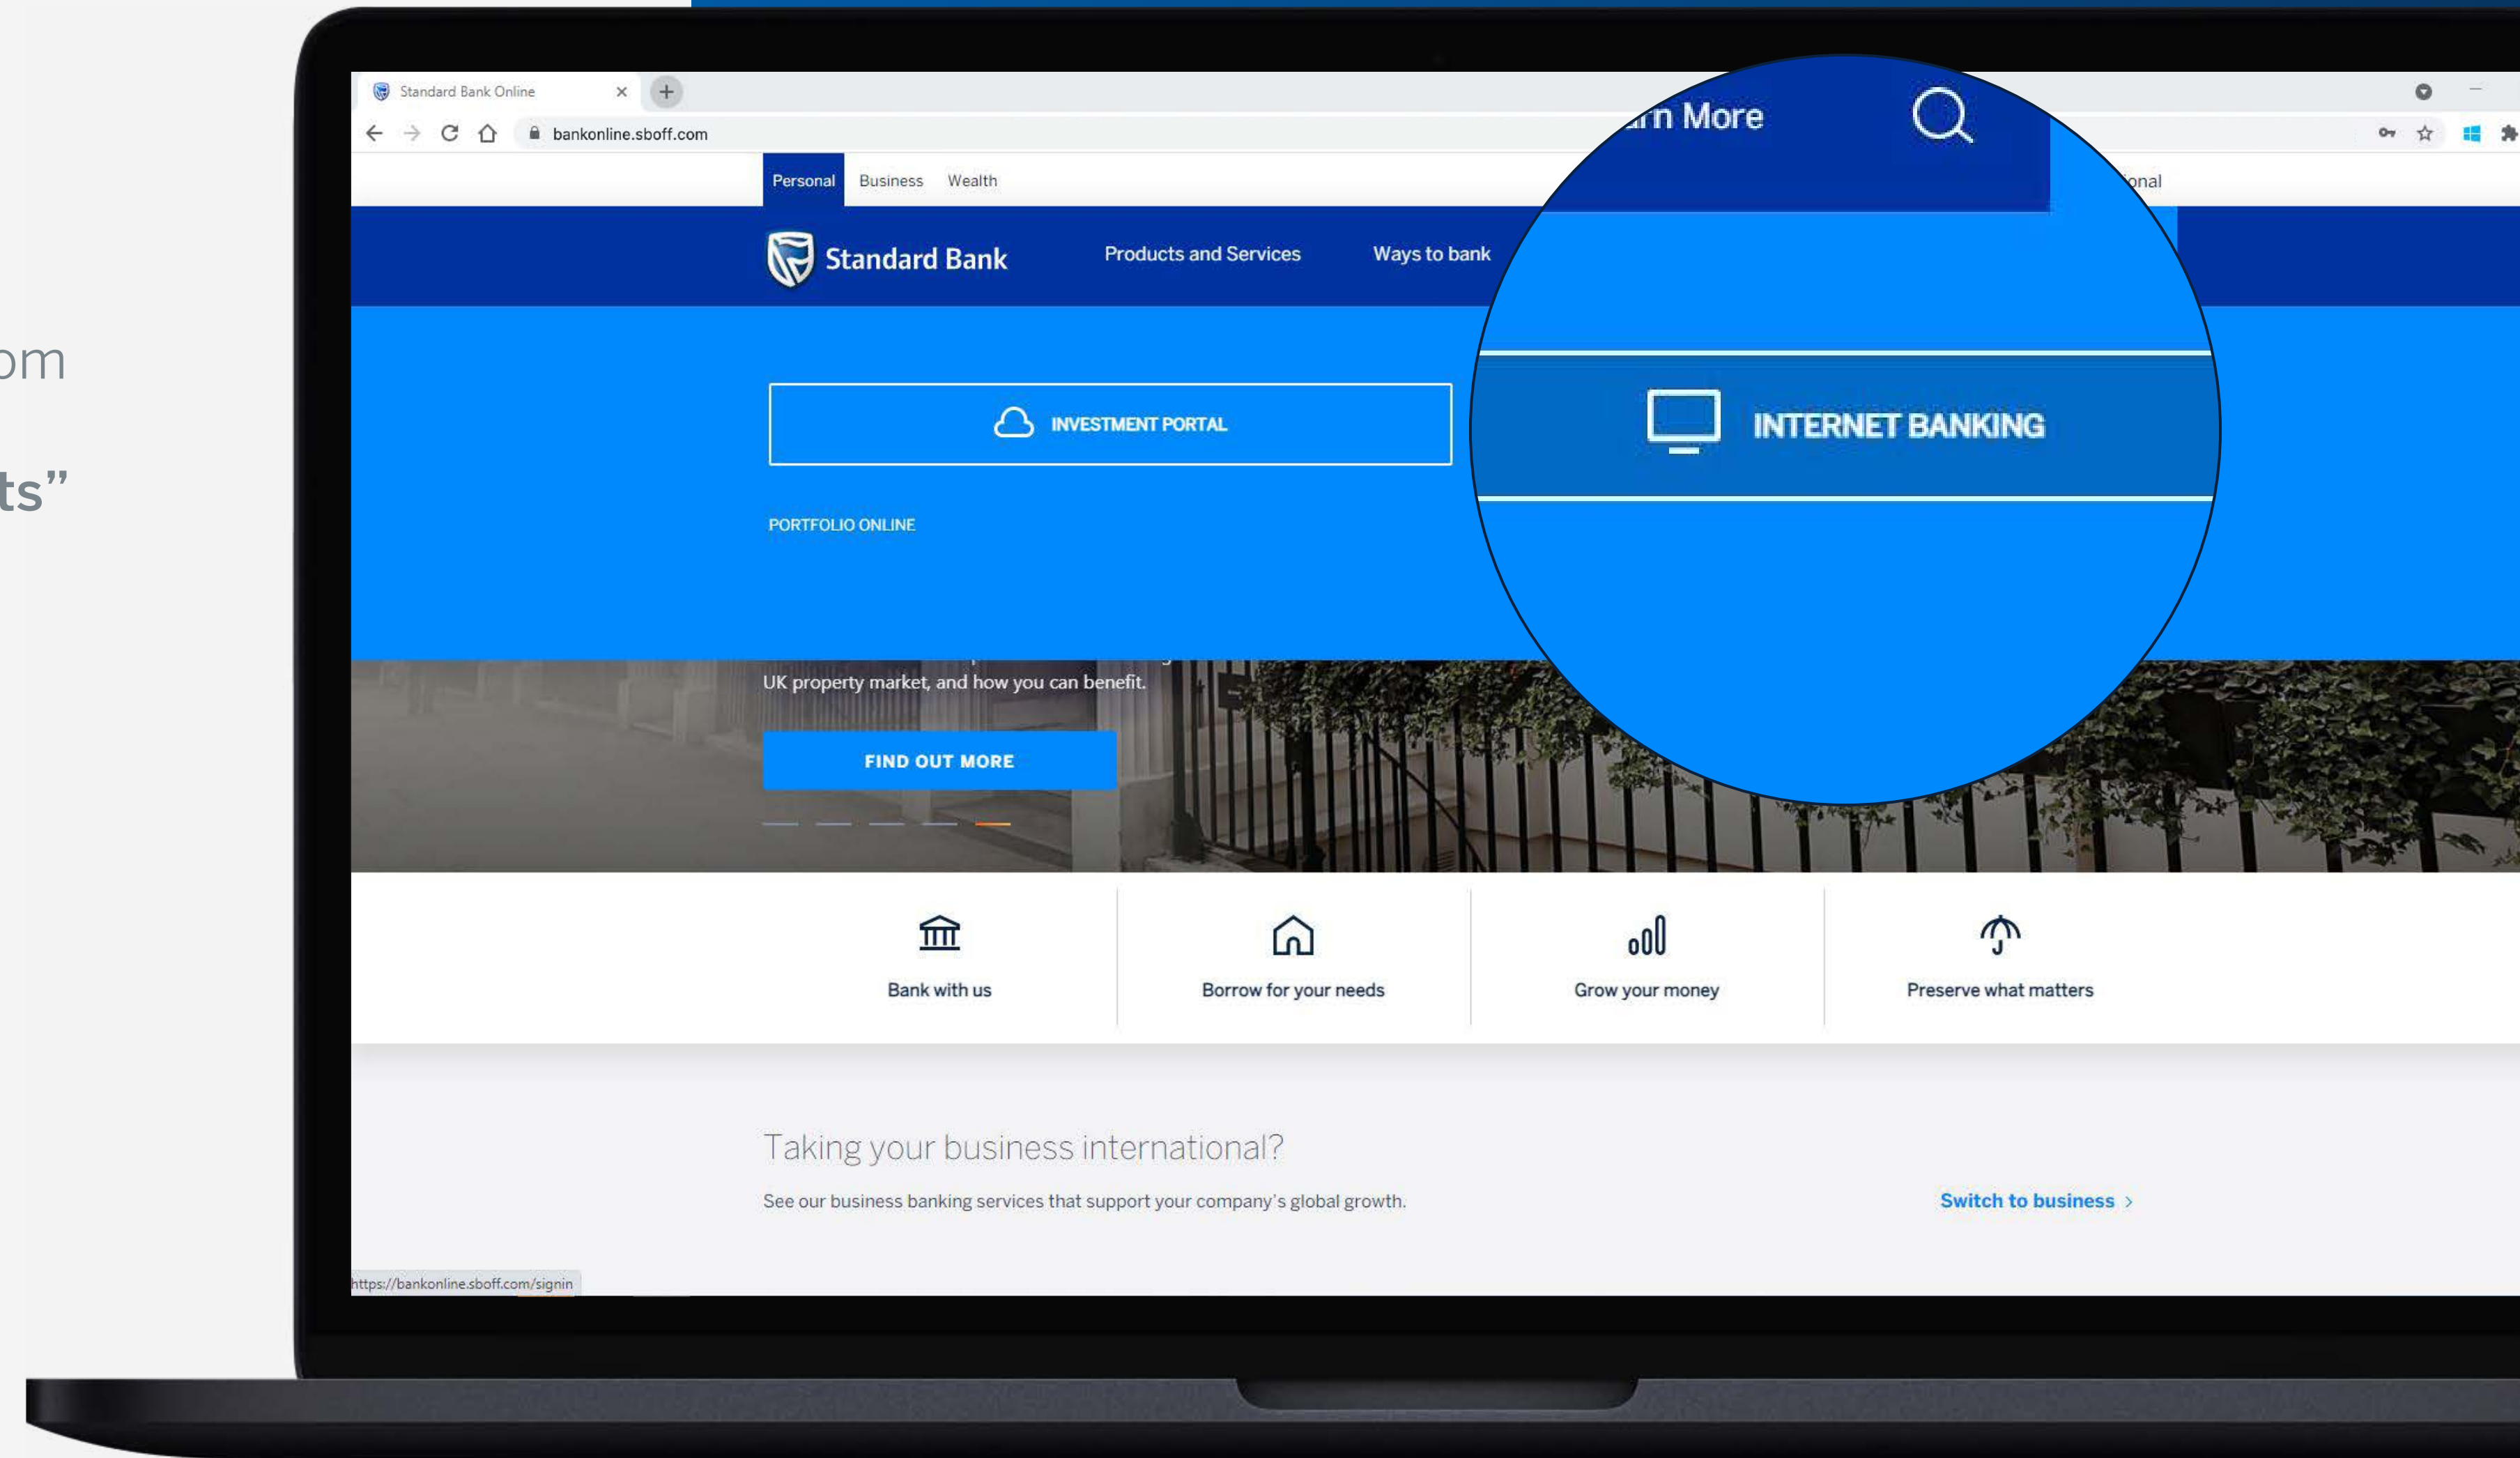 Standard Bank Online
bankonline.sboff.com
Personal Business Wealth
Standard Bank Products and Services Ways to bank
More
INVESTMENT PORTAL
INTERNET BANKING
PORTFOLIO ONLINE
ts”
UK property market, and how you can benefit.
FIND OUT MORE
Bank with us
Borrow for your needs
Grow your money
Preserve what matters
Taking your business international?
See our business banking services that support your company's global growth.
Switch to business >
https://bankonline.sboff.com/signin